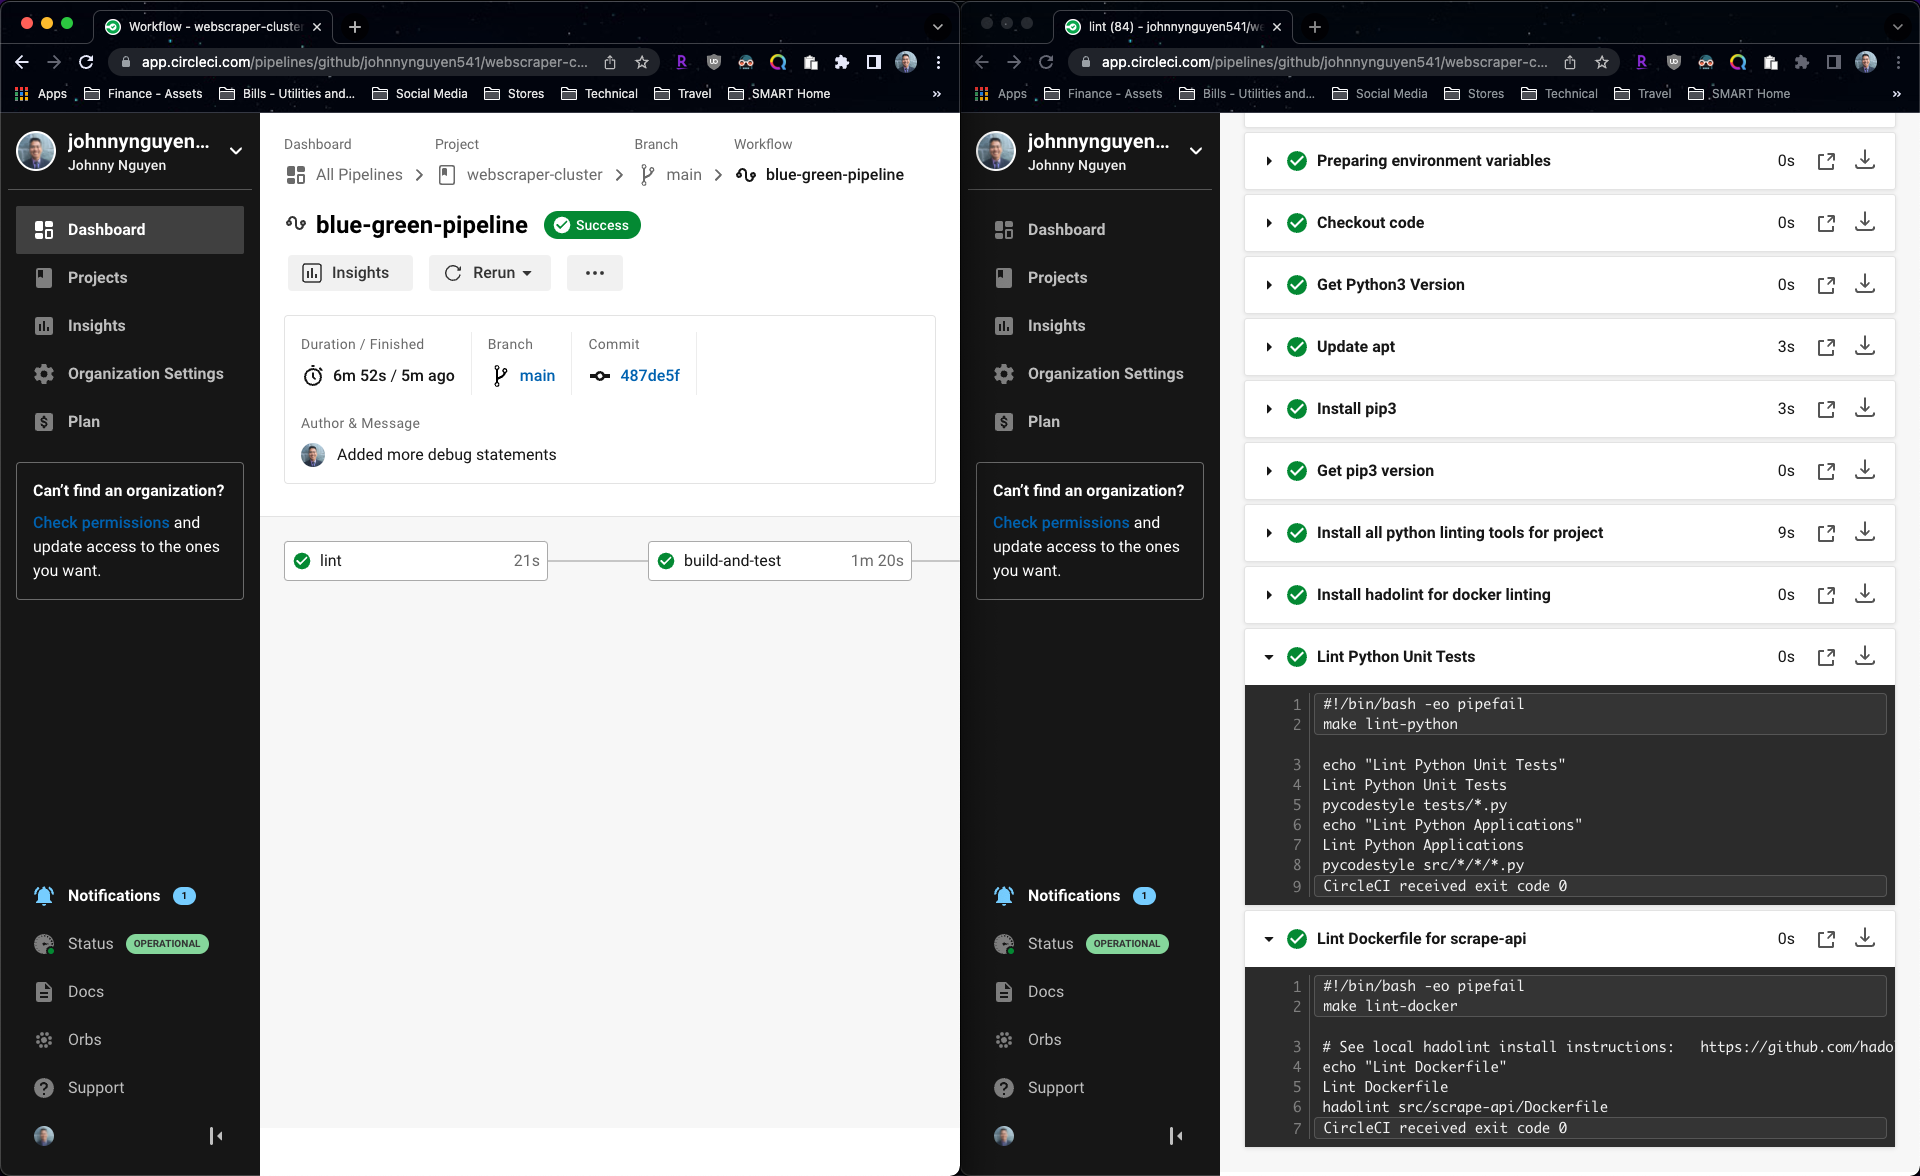 Workflow - webscraper-cluste
app.circleci.com/pipelines/github/johnnynguyen541/webscraper-c...
Apps
Finance - Assets
Bills - Utilities and...
Social Media
Stores
Technical
Travel
SMART Home
»
johnnynguyen...
Johnny Nguyen
Dashboard
Projects
Insights
Organization Settings
Plan
Can't find an organization?
Check permissions and
update access to the ones
you want.
Notifications 1
Status OPERATIONAL
Docs
Orbs
Support
Dashboard
Project
Branch
Workflow
All Pipelines
webscraper-cluster
main
blue-green-pipeline
blue-green-pipeline
Success
Insights
Rerun
Duration / Finished
6m 52s / 5m ago
Branch
main
Commit
487de5f
Author & Message
Added more debug statements
lint 21s
build-and-test 1m 20s
lint (84) - johnnynguyen541/we
app.circleci.com/pipelines/github/johnnynguyen541/webscraper-c...
Apps
Finance - Assets
Bills - Utilities and...
Social Media
Stores
Technical
Travel
SMART Home
»
johnnynguyen...
Johnny Nguyen
Dashboard
Projects
Insights
Organization Settings
Plan
Can't find an organization?
Check permissions and
update access to the ones
you want.
Notifications 1
Status OPERATIONAL
Docs
Orbs
Support
Preparing environment variables 0s
Checkout code 0s
Get Python3 Version 0s
Update apt 3s
Install pip3 3s
Get pip3 version 0s
Install all python linting tools for project 9s
Install hadolint for docker linting 0s
Lint Python Unit Tests 0s
1 #!/bin/bash -eo pipefail
2 make lint-python
3 echo "Lint Python Unit Tests"
4 Lint Python Unit Tests
5 pycodestyle tests/*.py
6 echo "Lint Python Applications"
7 Lint Python Applications
8 pycodestyle src/*/*/*.py
9 CircleCI received exit code 0
Lint Dockerfile for scrape-api 0s
1 #!/bin/bash -eo pipefail
2 make lint-docker
3 # See local hadolint install instructions: https://github.com/hado
4 echo "Lint Dockerfile"
5 Lint Dockerfile
6 hadolint src/scrape-api/Dockerfile
7 CircleCI received exit code 0